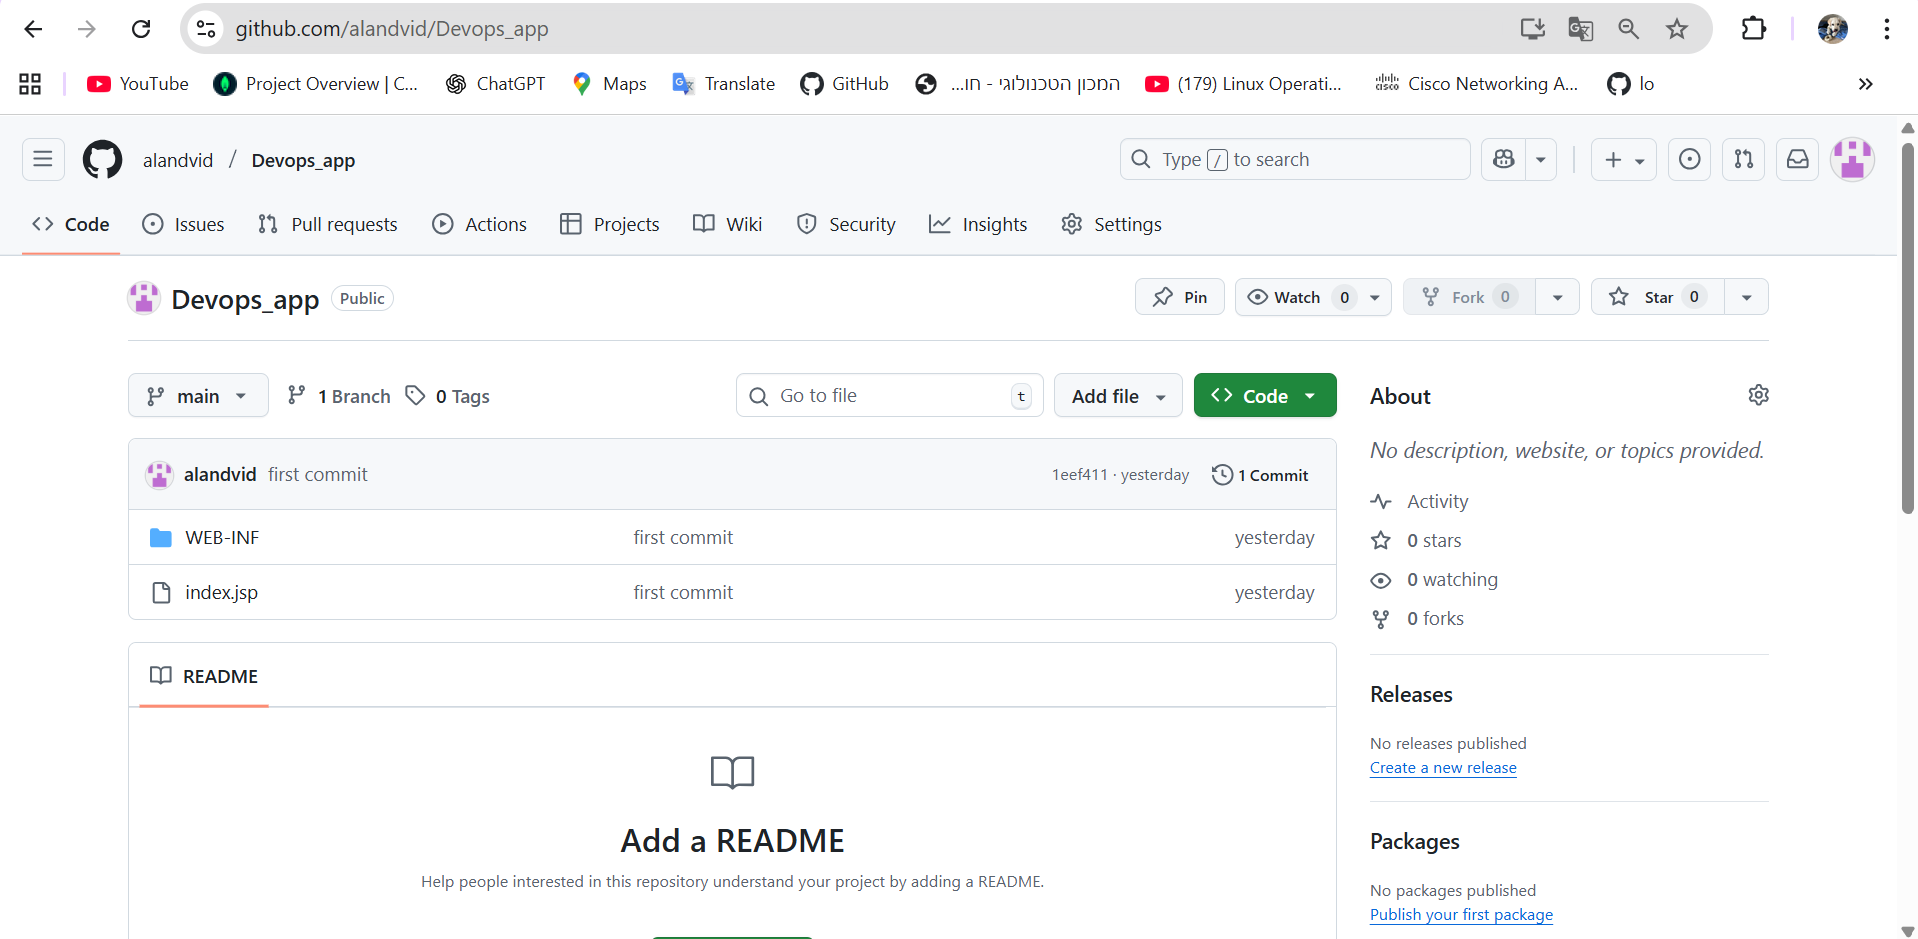 github.com/alandvid/Devops_app
YouTube Project Overview | C... ChatGPT Maps Translate GitHub המכון הטכנולוגי - חו... (179) Linux Operati... Cisco Networking A... lo
alandvid / Devops_app Type / to search
Code Issues Pull requests Actions Projects Wiki Security Insights Settings
Devops_app Public Pin Watch 0 Fork 0 Star 0
main 1 Branch 0 Tags Go to file t Add file Code
alandvid first commit 1eef411 · yesterday 1 Commit
WEB-INF first commit yesterday
index.jsp first commit yesterday
README
Add a README
Help people interested in this repository understand your project by adding a README.
About
No description, website, or topics provided.
Activity
0 stars
0 watching
0 forks
Releases
No releases published
Create a new release
Packages
No packages published
Publish your first package